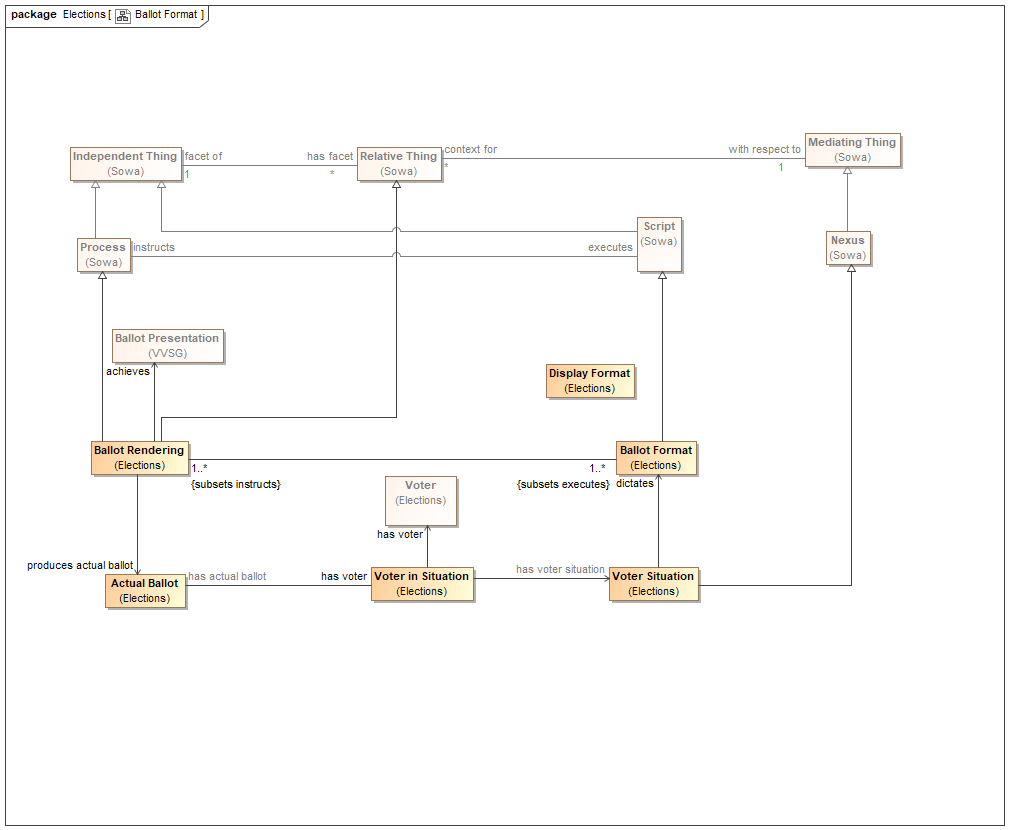 package Elections [ Ballot Format ]
Mediating Thing
(Sowa)
Independent Thing
(Sowa)
facet of
1
has facet
*
Relative Thing
(Sowa)
context for
*
with respect to
1
Script
(Sowa)
Process
(Sowa)
instructs
executes
Nexus
(Sowa)
Ballot Presentation
(VVSG)
achieves
Display Format
(Elections)
Ballot Rendering
(Elections)
1..*
{subsets instructs}
1..*
{subsets executes}
Ballot Format
(Elections)
dictates
Voter
(Elections)
has voter
produces actual ballot
Actual Ballot
(Elections)
has actual ballot
has voter
Voter in Situation
(Elections)
has voter situation
Voter Situation
(Elections)